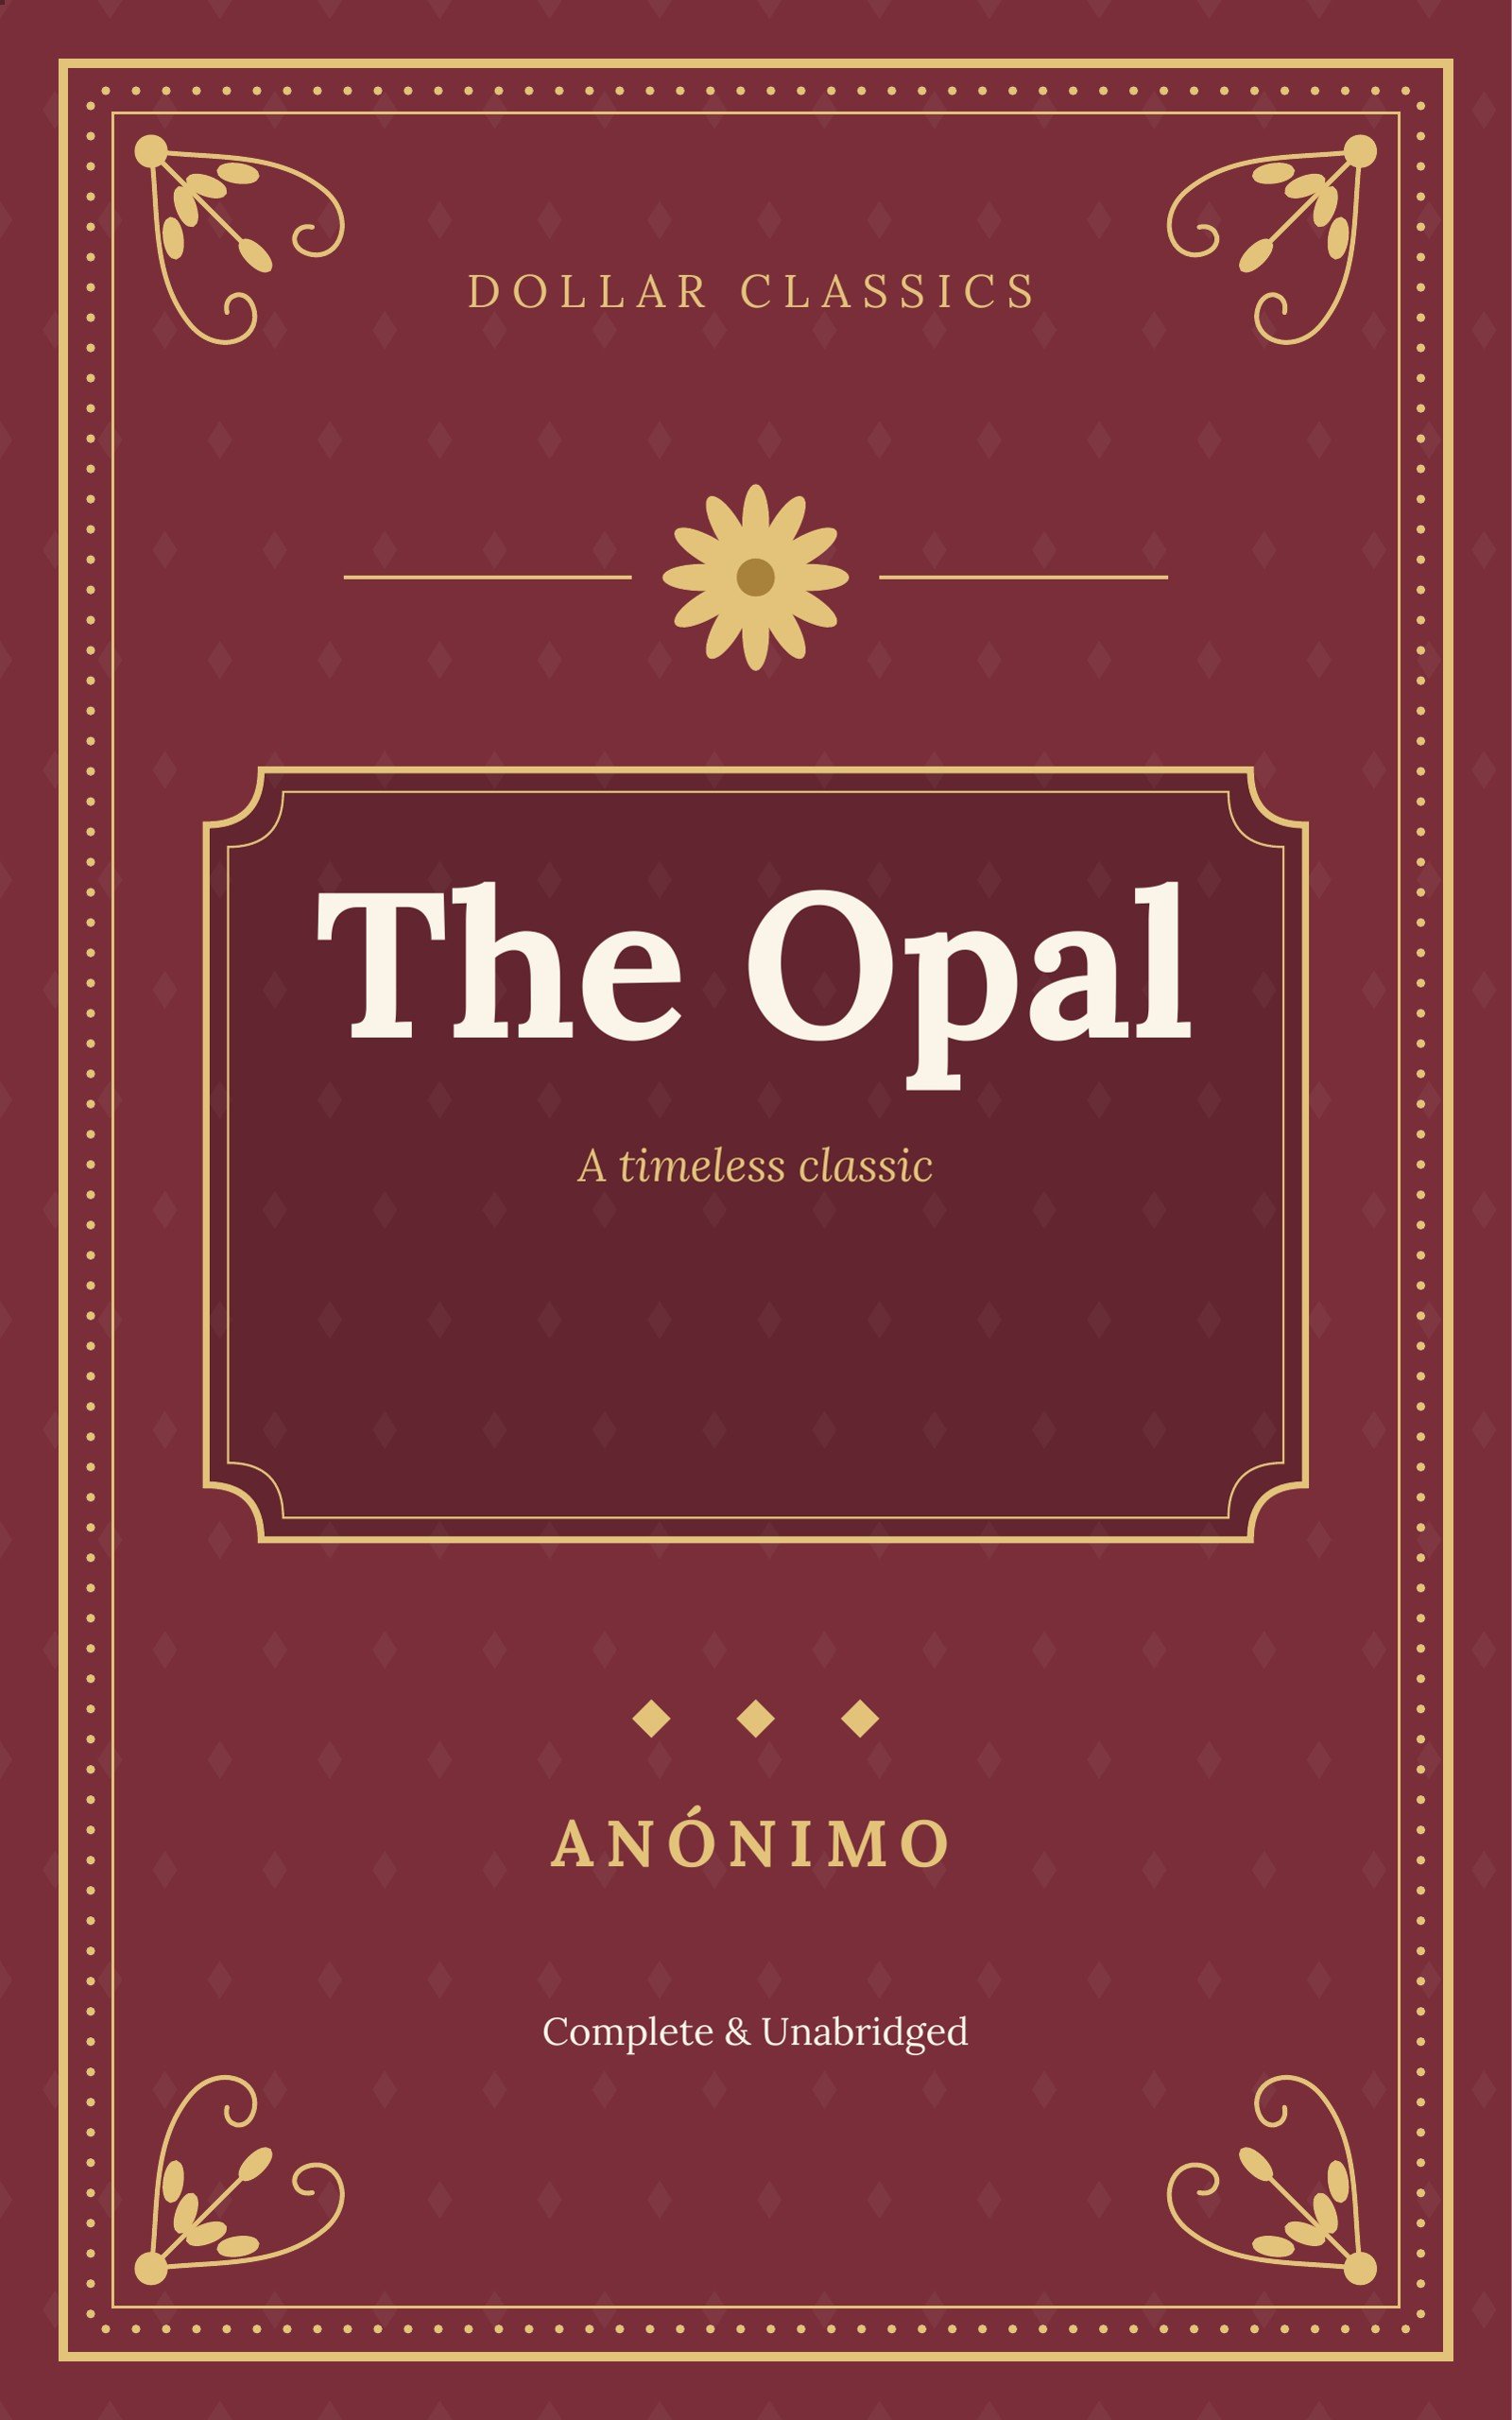 DOLLAR CLASSICS
The Opal
A timeless classic
ANÓNIMO
Complete & Unabridged